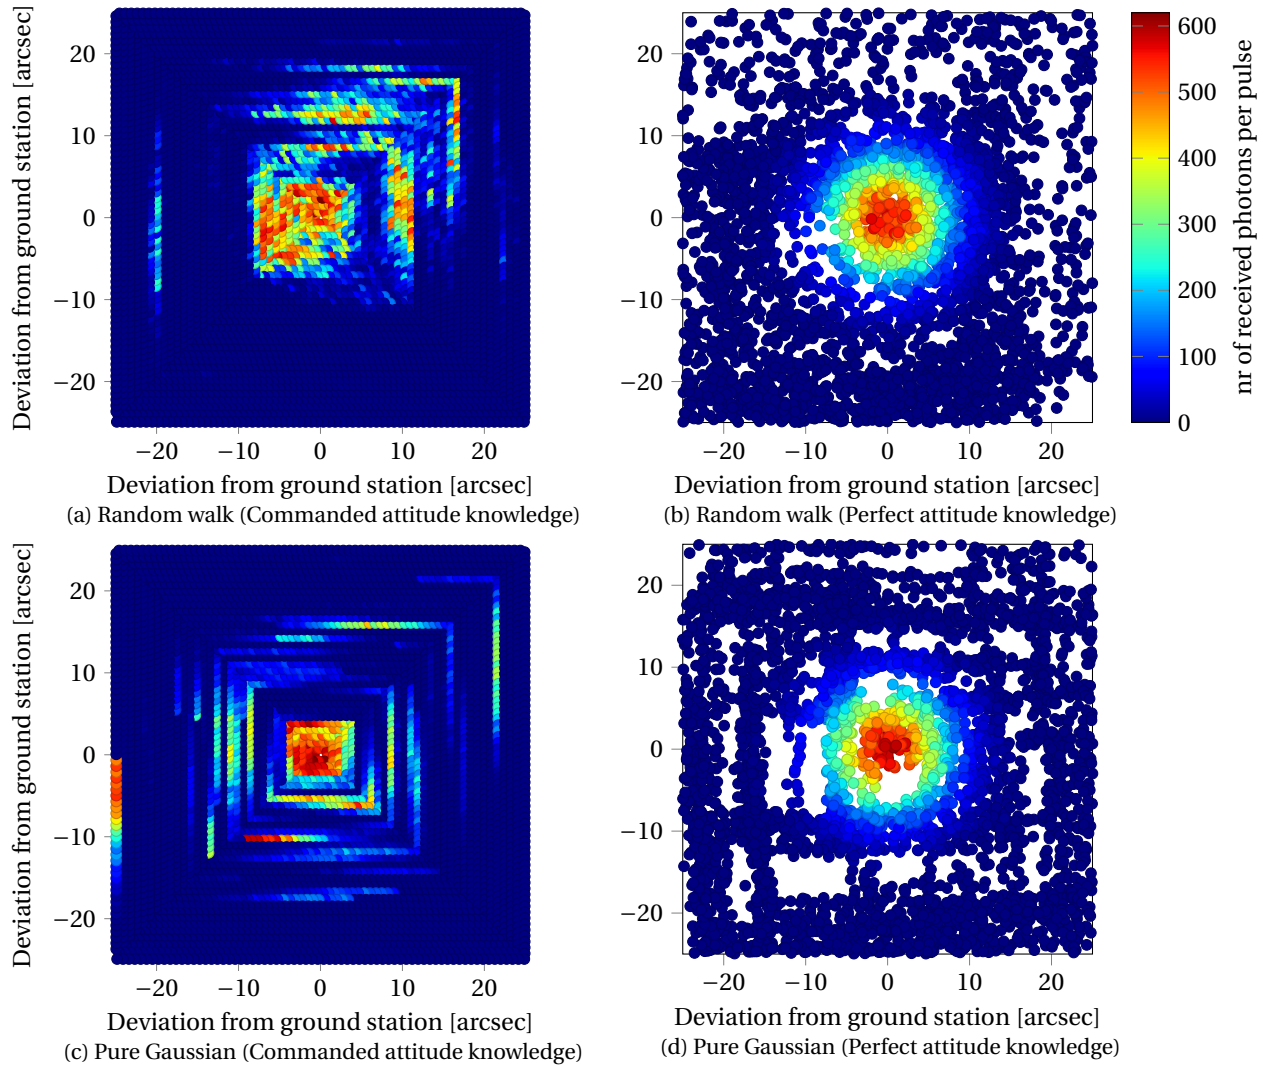 20
10
0
−10
−20
Deviation from ground station [arcsec]
−20 −10 0 10 20
Deviation from ground station [arcsec]
(a) Random walk (Commanded attitude knowledge)
20
10
0
−10
−20
−20 −10 0 10 20
Deviation from ground station [arcsec]
(b) Random walk (Perfect attitude knowledge)
600
500
400
300
200
100
0
nr of received photons per pulse
20
10
0
−10
−20
Deviation from ground station [arcsec]
−20 −10 0 10 20
Deviation from ground station [arcsec]
(c) Pure Gaussian (Commanded attitude knowledge)
20
10
0
−10
−20
−20 −10 0 10 20
Deviation from ground station [arcsec]
(d) Pure Gaussian (Perfect attitude knowledge)